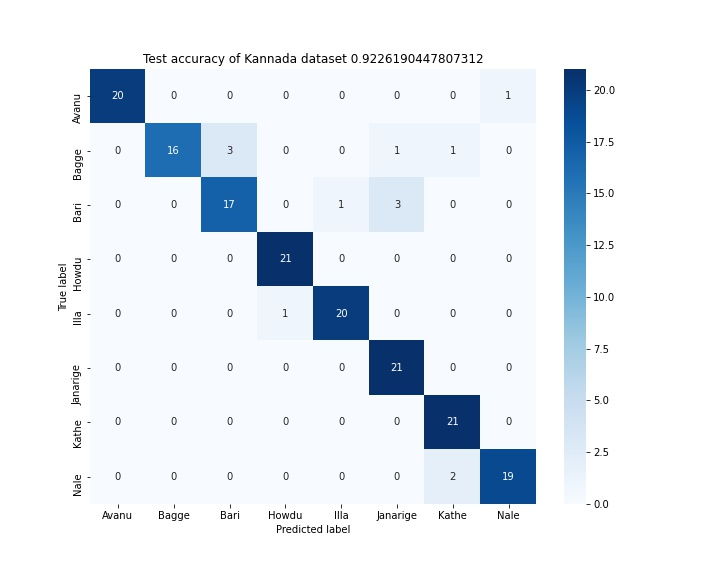 Test accuracy of Kannada dataset 0.9226190447807312
Avanu 20 0 0 0 0 0 0 1
Bagge 0 16 3 0 0 1 1 0
Bari 0 0 17 0 1 3 0 0
Howdu 0 0 0 21 0 0 0 0
Illa 0 0 0 1 20 0 0 0
Janarige 0 0 0 0 0 21 0 0
Kathe 0 0 0 0 0 0 21 0
Nale 0 0 0 0 0 0 2 19
True label
Avanu Bagge Bari Howdu Illa Janarige Kathe Nale
Predicted label
20.0
17.5
15.0
12.5
10.0
7.5
5.0
2.5
0.0